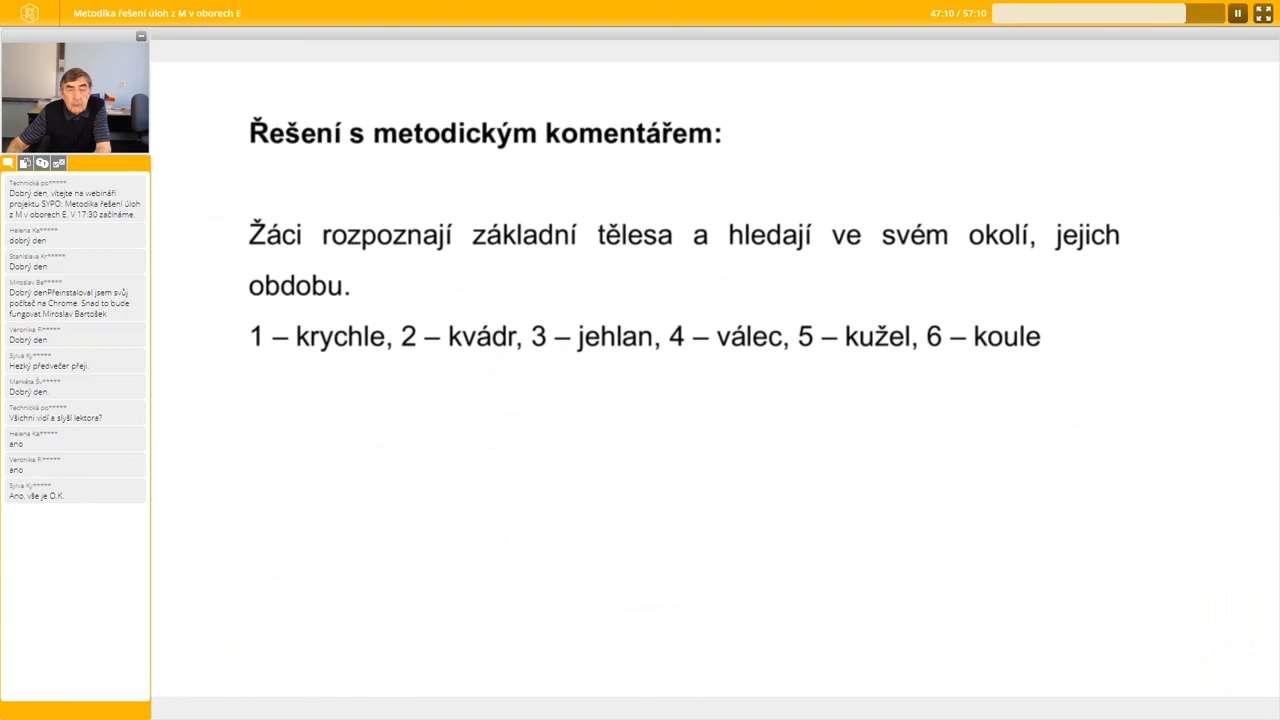 SYPO
Metodika řešení úloh z M v oborech E
47:10 / 57:10
Technická po*****
Dobrý den, vítejte na webináři
projektu SYPO: Metodika řešení úloh
z M v oborech E. V 17:30 začínáme.
Helena Ka*****
dobrý den
Stanislava Kr*****
Dobrý den
Miroslav Ba*****
Dobrý denPřeinstaloval jsem svůj
počítač na Chrome. Snad to bude
fungovat.Miroslav Bartošek
Veronika Fi*****
Dobrý den
Sylva Ky*****
Hezký předvečer přeji.
Markéta Šv*****
Dobrý den.
Technická po*****
Všichni vidí a slyší lektora?
Helena Ka*****
ano
Veronika Fi*****
ano
Sylva Ky*****
Ano, vše je O.K.
Řešení s metodickým komentářem:
Žáci rozpoznají základní tělesa a hledají ve svém okolí, jejich
obdobu.
1 – krychle, 2 – kvádr, 3 – jehlan, 4 – válec, 5 – kužel, 6 – koule